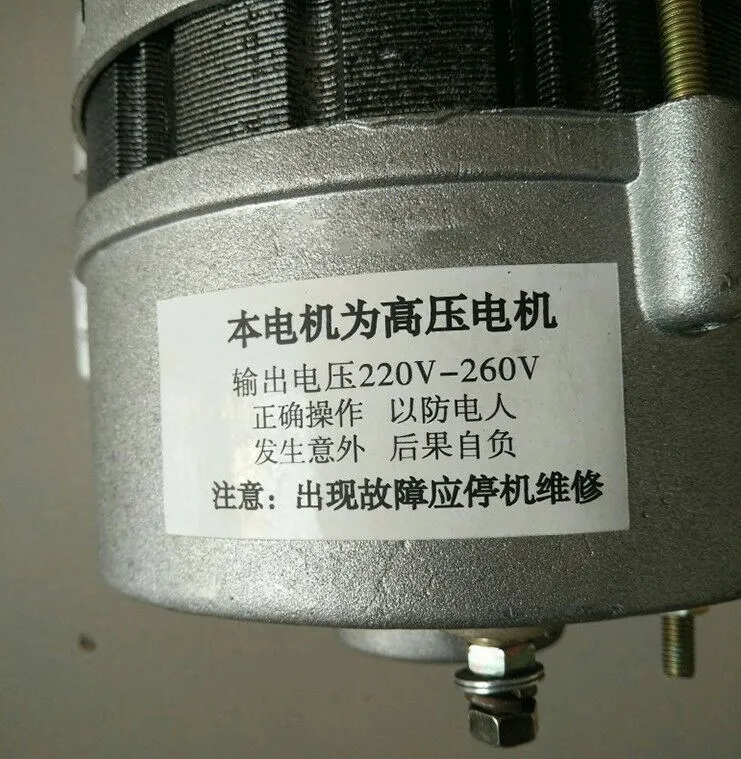 本电机为高压电机
输出电压220V-260V
正确操作 以防电人
发生意外 后果自负
注意：出现故障应停机维修